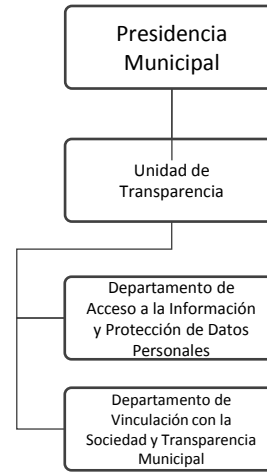 Presidencia
Municipal
Unidad de
Transparencia
Departamento de
Acceso a la Información
y Protección de Datos
Personales
Departamento de
Vinculación con la
Sociedad y Transparencia
Municipal